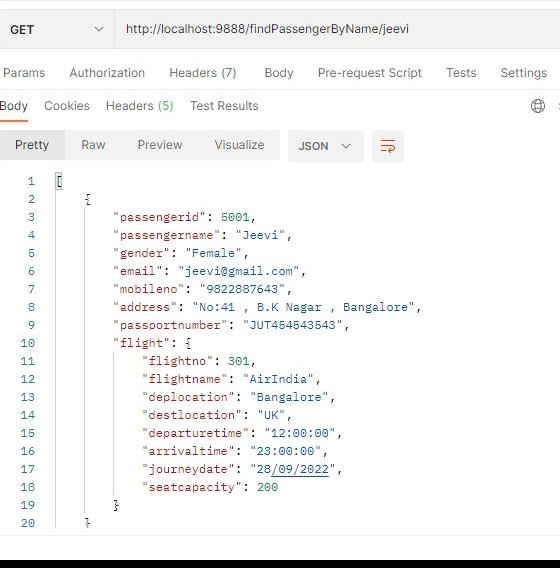 GET http://localhost:9888/findPassengerByName/jeevi
Params Authorization Headers (7) Body Pre-request Script Tests Settings
Body Cookies Headers (5) Test Results
Pretty Raw Preview Visualize JSON
1 [
2 {
3 "passengerid": 5001,
4 "passengername": "Jeevi",
5 "gender": "Female",
6 "email": "jeevi@gmail.com",
7 "mobileno": "9822887643",
8 "address": "No:41 , B.K Nagar , Bangalore",
9 "passportnumber": "JUT454543543",
10 "flight": {
11 "flightno": 301,
12 "flightname": "AirIndia",
13 "deplocation": "Bangalore",
14 "destlocation": "UK",
15 "departuretime": "12:00:00",
16 "arrivaltime": "23:00:00",
17 "journeydate": "28/09/2022",
18 "seatcapacity": 200
19 }
20 }